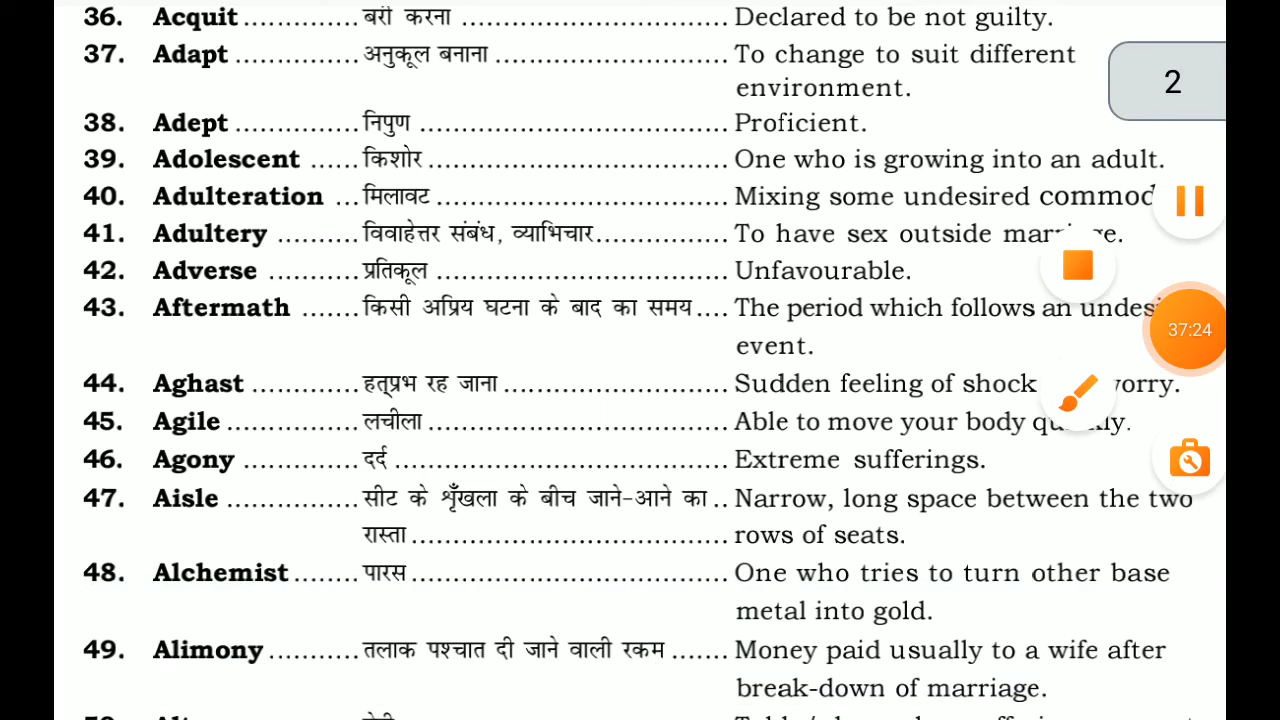 36. Acquit .............. बरी करना ................................ Declared to be not guilty.
37. Adapt .............. अनुकूल बनाना ............................ To change to suit different
environment.
2
38. Adept .............. निपुण ..................................... Proficient.
39. Adolescent ...... किशोर .................................... One who is growing into an adult.
40. Adulteration ... मिलावट ................................... Mixing some undesired
41. Adultery .......... विवाहेत्तर संबंध, व्याभिचार................ To have sex outside
42. Adverse ........... प्रतिकूल .................................... Unfavourable.
43. Aftermath ....... किसी अप्रिय घटना के बाद का समय .... The period which follows an
event.
37:24
44. Aghast ............. हत्प्रभ रह जाना ............................ Sudden feeling of shock
45. Agile ................ लचीला .................................... Able to move your body
46. Agony .............. दर्द ........................................ Extreme sufferings.
47. Aisle ................ सीट के शृँखला के बीच जाने-आने का .. Narrow, long space between the two
रास्ता ...................................... rows of seats.
48. Alchemist ........ पारस ...................................... One who tries to turn other base
metal into gold.
49. Alimony ........... तलाक पश्चात दी जाने वाली रकम ....... Money paid usually to a wife after
break-down of marriage.